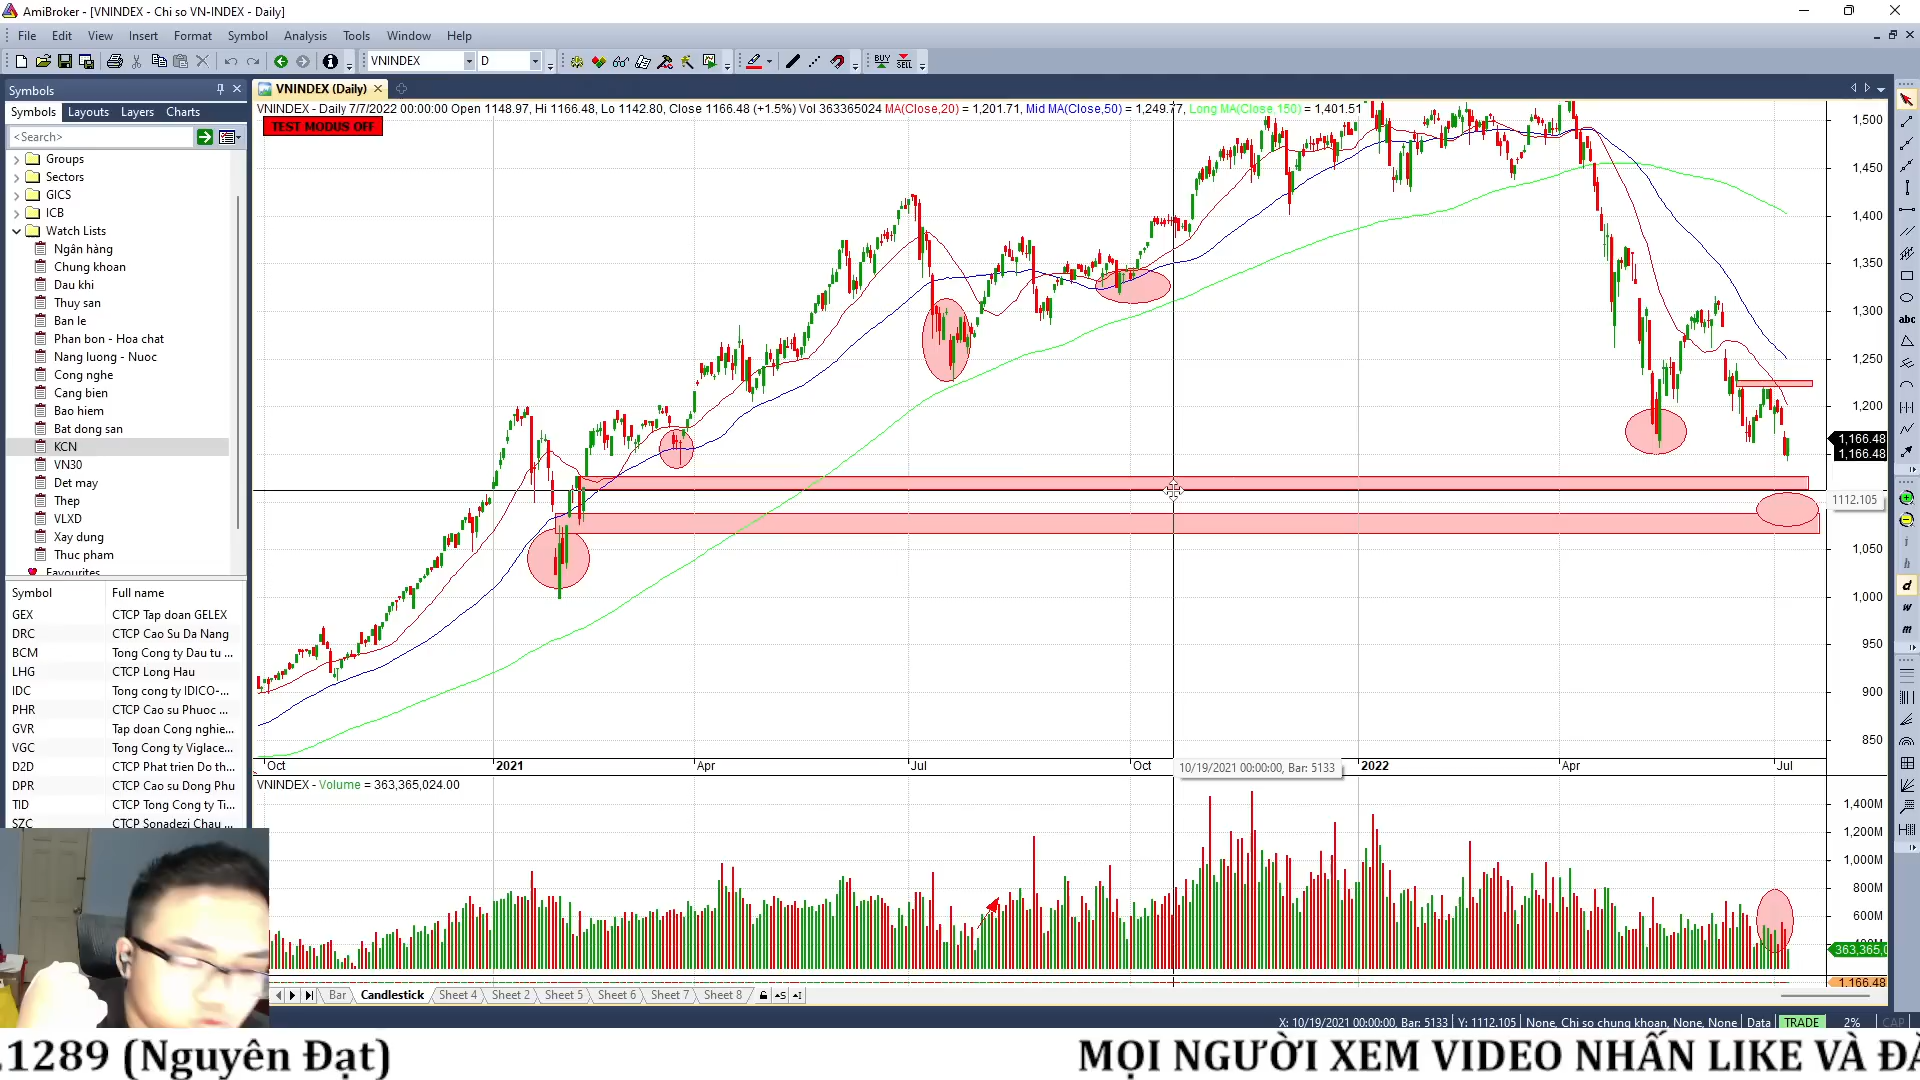 AmiBroker - [VNINDEX - Chi so VN-INDEX - Daily]
File Edit View Insert Format Symbol Analysis Tools Window Help
VNINDEX D BUY SELL
Symbols
VNINDEX (Daily)
Symbols Layouts Layers Charts
<Search>
VNINDEX - Daily 7/7/2022 00:00:00 Open 1148.97, Hi 1166.48, Lo 1142.80, Close 1166.48 (+1.5%) Vol 363365024 MA(Close,20) = 1,201.71, Mid MA(Close,50) = 1,249.77, Long MA(Close,150) = 1,401.51
TEST MODUS OFF
Groups
Sectors
GICS
ICB
Watch Lists
Ngân hàng
Chung khoan
Dau khi
Thuy san
Ban le
Phan bon - Hoa chat
Nang luong - Nuoc
Cong nghe
Cang bien
Bao hiem
Bat dong san
KCN
VN30
Det may
Thep
VLXD
Xay dung
Thuc pham
Favourites
Symbol Full name
GEX CTCP Tap doan GELEX
DRC CTCP Cao Su Da Nang
BCM Tong Cong ty Dau tu ...
LHG CTCP Long Hau
IDC Tong cong ty IDICO-...
PHR CTCP Cao su Phuoc ...
GVR Tap doan Cong nghie...
VGC Tong Cong ty Viglace...
D2D CTCP Phat trien Do th...
DPR CTCP Cao su Dong Phu
TID CTCP Tong Cong ty Ti...
SZC CTCP Sonadezi Chau ...
1,500
1,450
1,400
1,350
1,300
1,250
1,200
1,166.48
1,166.48
1112.105
1,050
1,000
950
900
850
Oct 2021 Apr Jul Oct 10/19/2021 00:00:00, Bar: 5133 2022 Apr Jul
VNINDEX - Volume = 363,365,024.00
1,400M
1,200M
1,000M
800M
600M
363,365,0
1,166.48
abc
i
h
d
w
m
Bar Candlestick Sheet 4 Sheet 2 Sheet 5 Sheet 6 Sheet 7 Sheet 8
X: 10/19/2021 00:00:00, Bar: 5133 Y: 1112.105 None, Chi so chung khoan, None, None Data TRADE 2% CAP
.1289 (Nguyên Đạt) MỌI NGƯỜI XEM VIDEO NHẤN LIKE VÀ